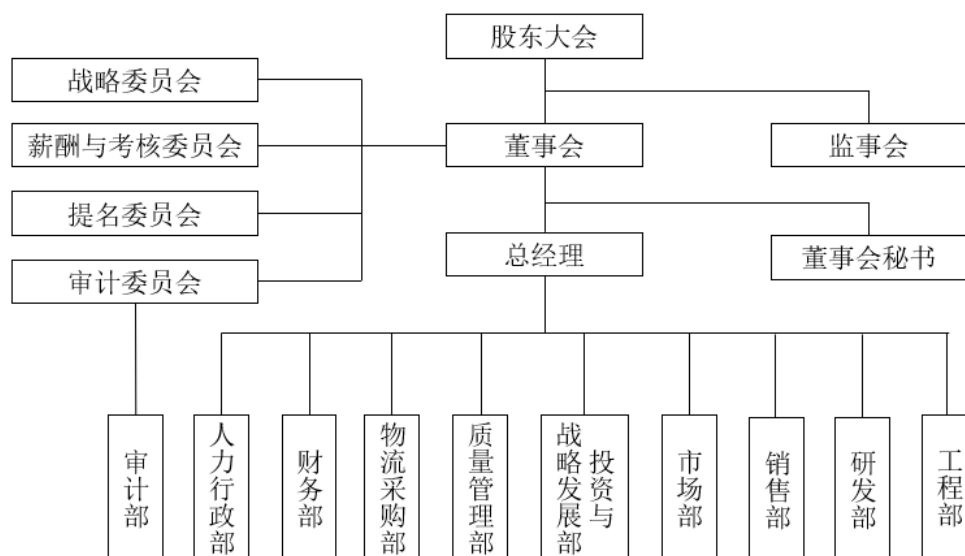 股东大会
战略委员会
薪酬与考核委员会
董事会
监事会
提名委员会
总经理
董事会秘书
审计委员会
审计部
人力行政部
财务部
物流采购部
质量管理部
投资与
战略发展部
市场部
销售部
研发部
工程部